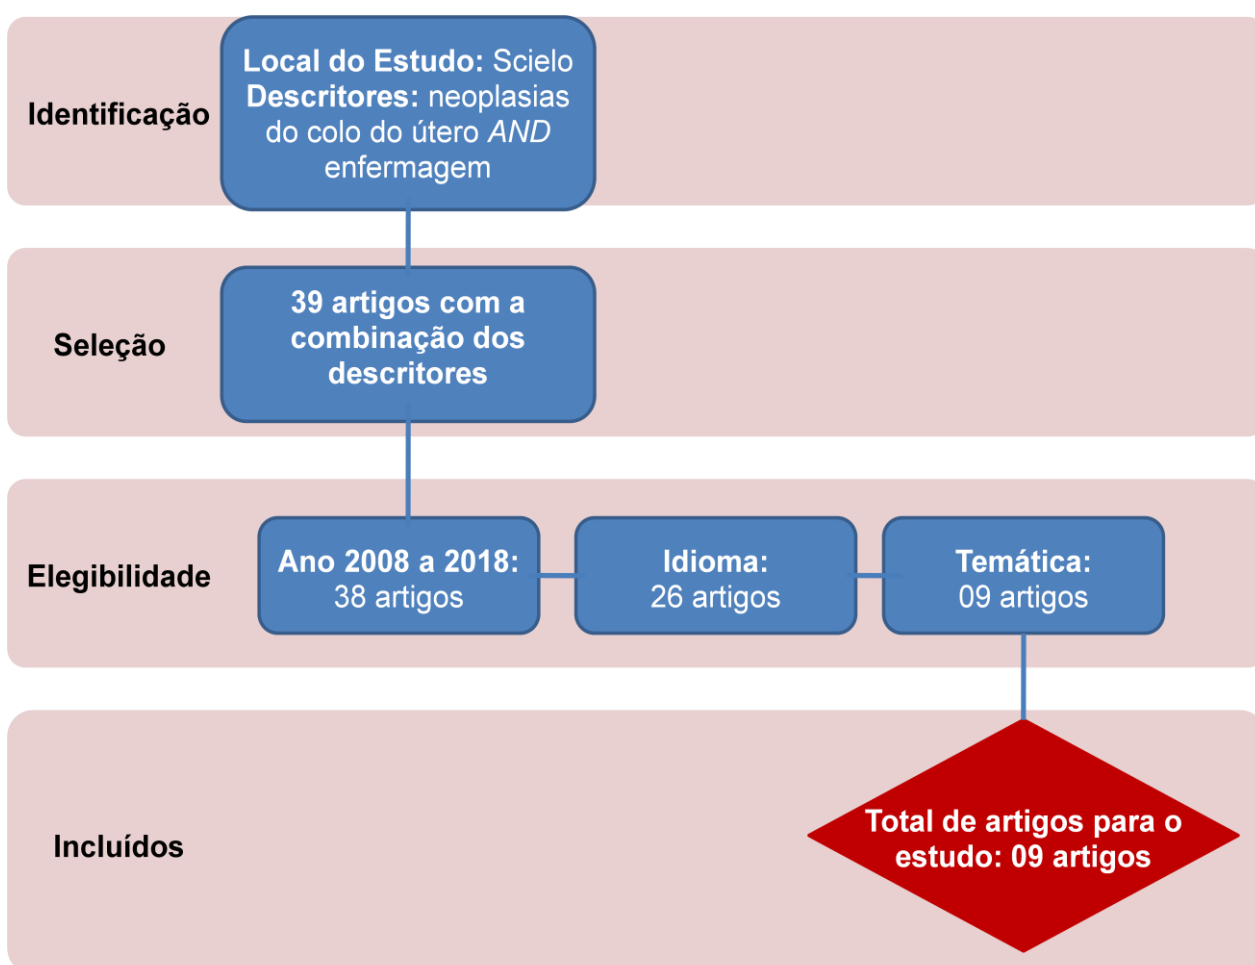 Identificação
Local do Estudo: Scielo
Descritores: neoplasias
do colo do útero AND
enfermagem
Seleção
39 artigos com a
combinação dos
descritores
Elegibilidade
Ano 2008 a 2018:
38 artigos
Idioma:
26 artigos
Temática:
09 artigos
Incluídos
Total de artigos para o
estudo: 09 artigos